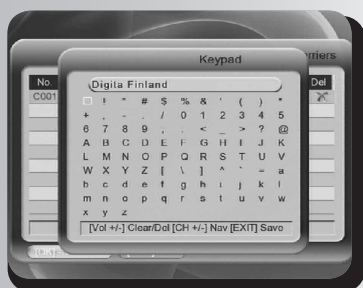 Keypad
rriers
No.
Del
C001
Digita Finland
! " # $ % & ' ( ) *
+ , - . / 0 1 2 3 4 5
6 7 8 9 : ; < = > ? @
A B C D E F G H I J K
L M N O P Q R S T U V
W X Y Z [ \ ] ^ ` – a
b c d e f g h i j k l
m n o p q r s t u v w
x y z
[Vol +/-] Clear/Del [CH +/-] Nav [EXIT] Save